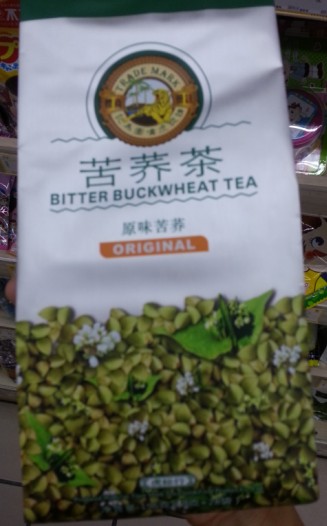 TRADE MARK
苦荞茶
BITTER BUCKWHEAT TEA
原味苦荞
ORIGINAL